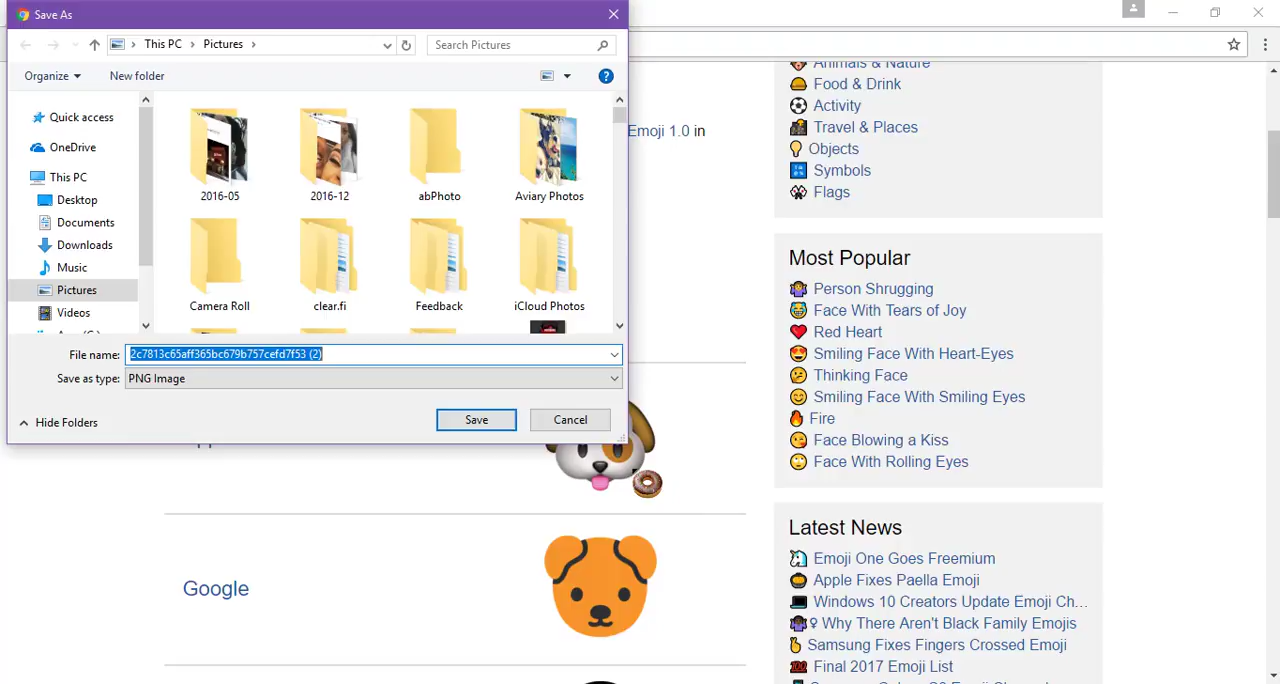 Save As
This PC
Pictures
Search Pictures
Organize
New folder
Quick access
OneDrive
This PC
Desktop
Documents
Downloads
Music
Pictures
Videos
2016-05
2016-12
abPhoto
Aviary Photos
Camera Roll
clear.fi
Feedback
iCloud Photos
File name: 2c7813c65aff365bc679b757cefd7f53 (2)
Save as type: PNG Image
Hide Folders
Save
Cancel
Emoji 1.0 in
Google
Animals & Nature
Food & Drink
Activity
Travel & Places
Objects
Symbols
Flags
Most Popular
Person Shrugging
Face With Tears of Joy
Red Heart
Smiling Face With Heart-Eyes
Thinking Face
Smiling Face With Smiling Eyes
Fire
Face Blowing a Kiss
Face With Rolling Eyes
Latest News
Emoji One Goes Freemium
Apple Fixes Paella Emoji
Windows 10 Creators Update Emoji Ch...
Why There Aren't Black Family Emojis
Samsung Fixes Fingers Crossed Emoji
Final 2017 Emoji List